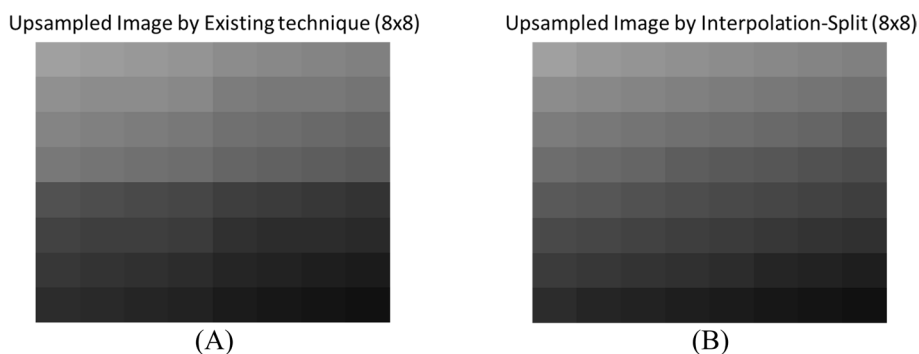 Upsampled Image by Existing technique (8x8)
Upsampled Image by Interpolation-Split (8x8)
(A)
(B)